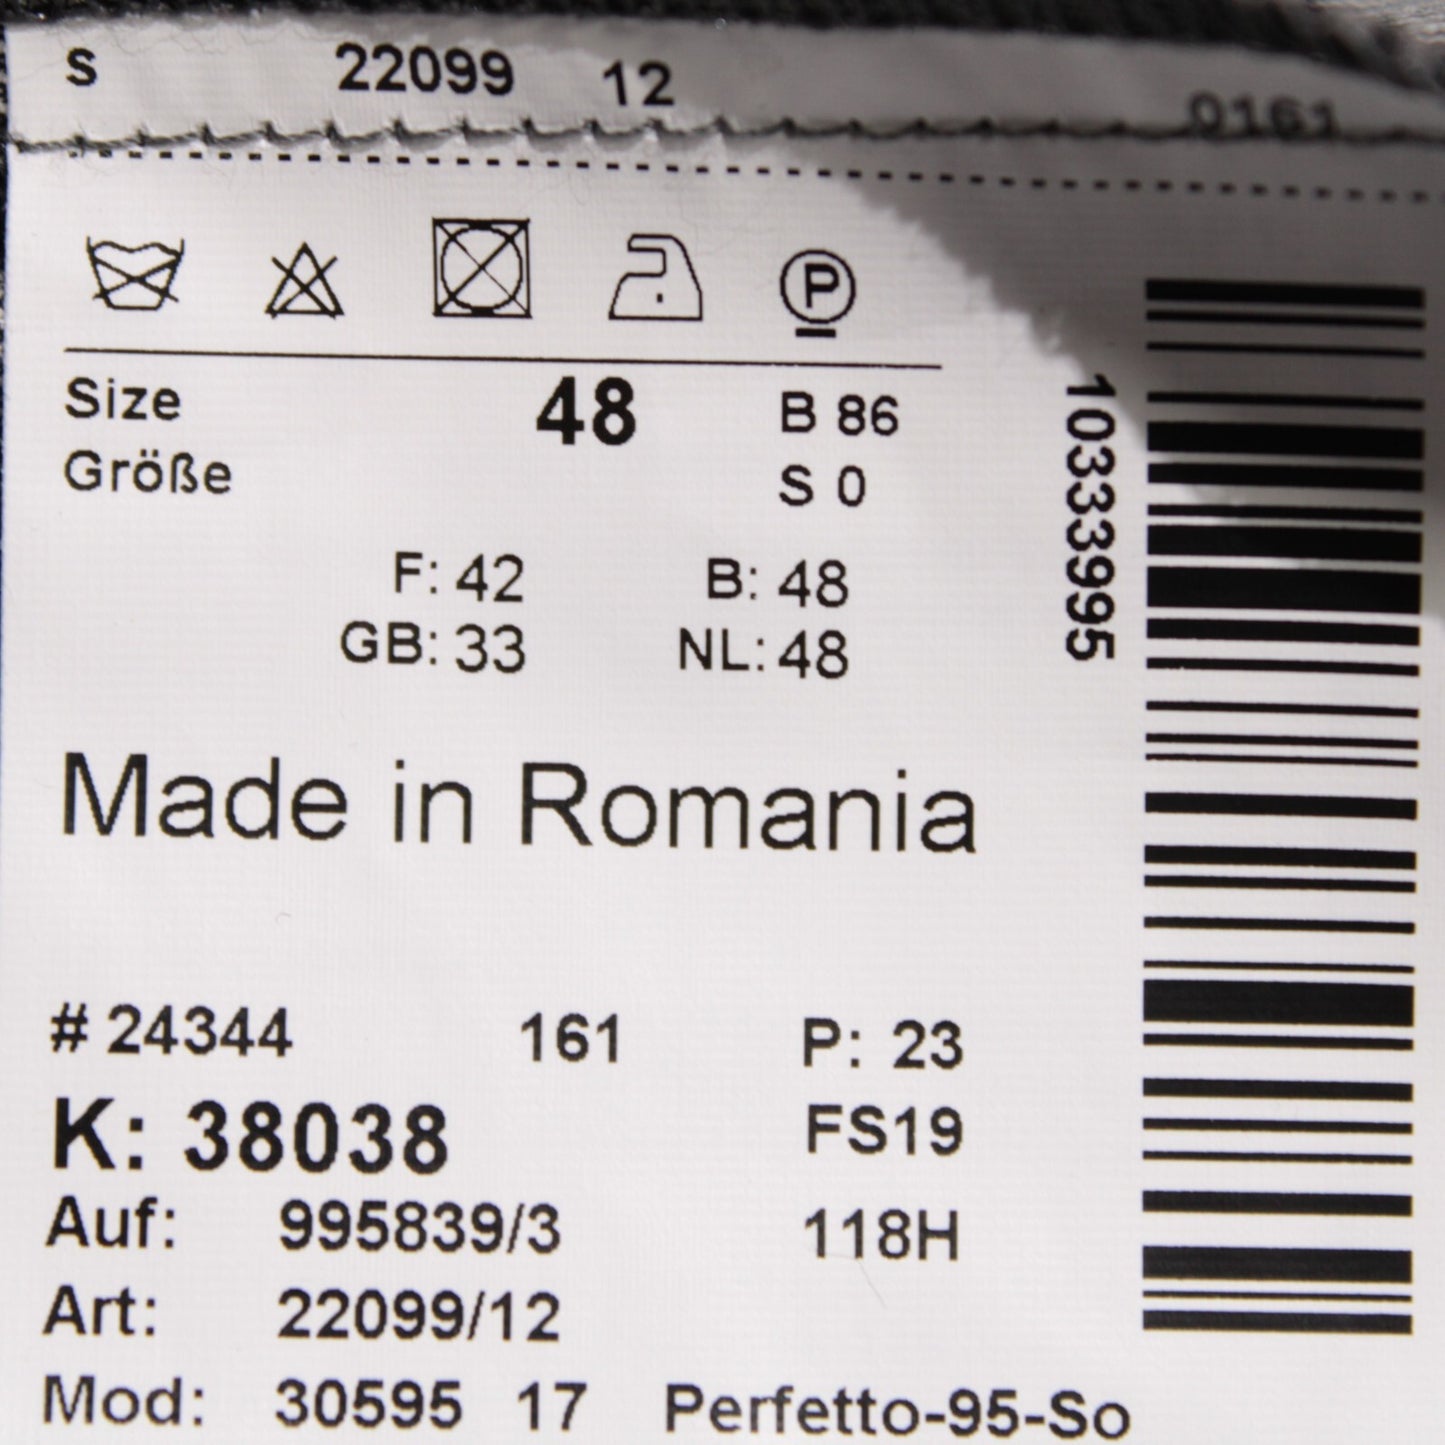 S 22099 12 0161
P
Size 48 B 86
Größe S 0
F: 42 B: 48
GB: 33 NL: 48
10333995
Made in Romania
# 24344 161 P: 23
K: 38038 FS19
Auf: 995839/3 118H
Art: 22099/12
Mod: 30595 17 Perfetto-95-So